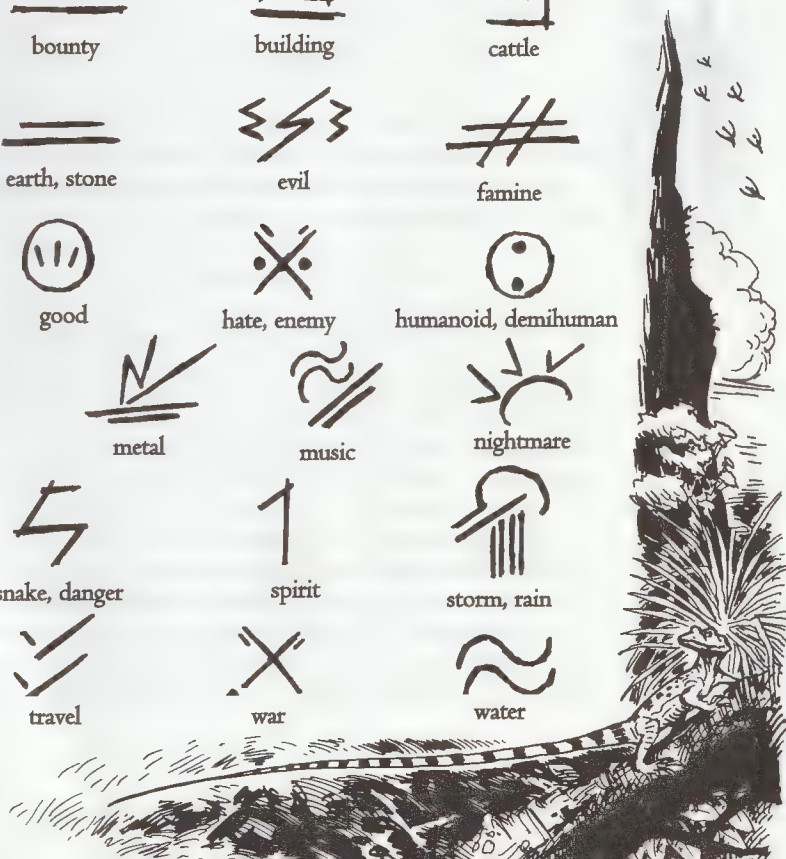 bounty building cattle
earth, stone evil famine
good hate, enemy humanoid, demihuman
metal music nightmare
snake, danger spirit storm, rain
travel war water